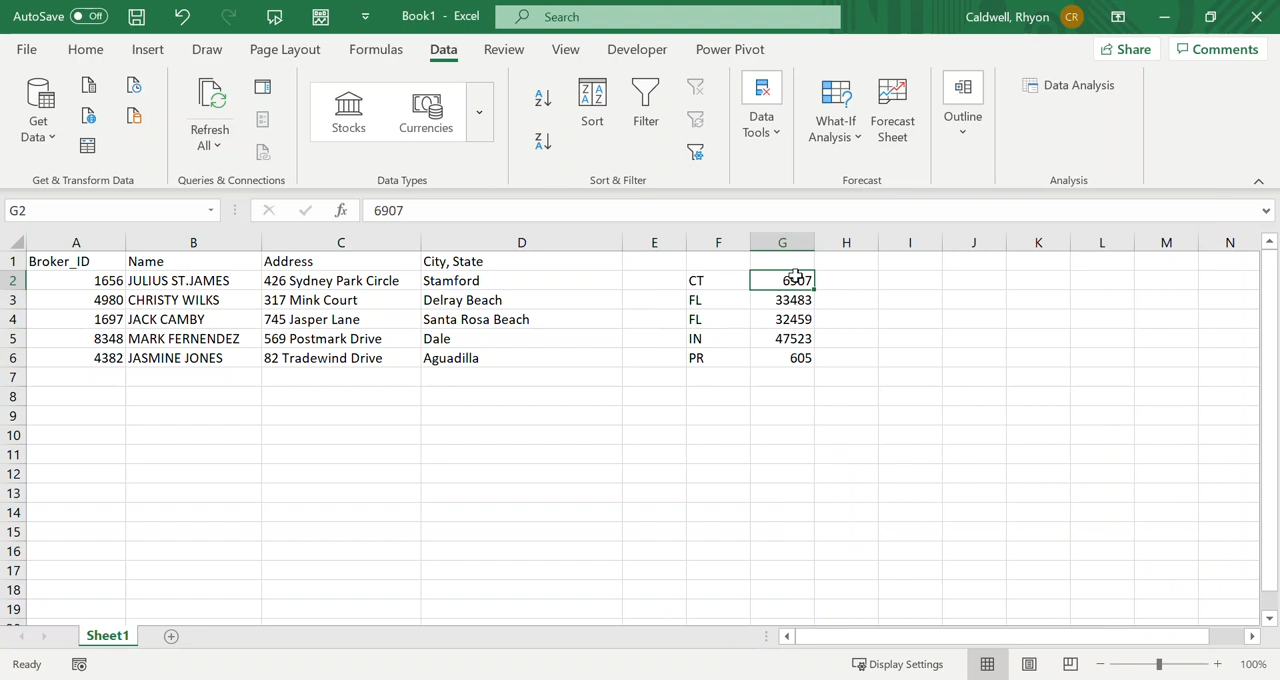 AutoSave Off Book1 - Excel Search Caldwell, Rhyon CR
File Home Insert Draw Page Layout Formulas Data Review View Developer Power Pivot Share Comments
Get Data Refresh All Stocks Currencies Sort Filter Data Tools What-If Analysis Forecast Sheet Outline Data Analysis
Get & Transform Data Queries & Connections Data Types Sort & Filter Forecast Analysis
G2 fx 6907
A B C D E F G H I J K L M N
1 Broker_ID Name Address City, State
2 1656 JULIUS ST.JAMES 426 Sydney Park Circle Stamford CT 6907
3 4980 CHRISTY WILKS 317 Mink Court Delray Beach FL 33483
4 1697 JACK CAMBY 745 Jasper Lane Santa Rosa Beach FL 32459
5 8348 MARK FERNENDEZ 569 Postmark Drive Dale IN 47523
6 4382 JASMINE JONES 82 Tradewind Drive Aguadilla PR 605
7
8
9
10
11
12
13
14
15
16
17
18
19
Sheet1
Ready Display Settings 100%